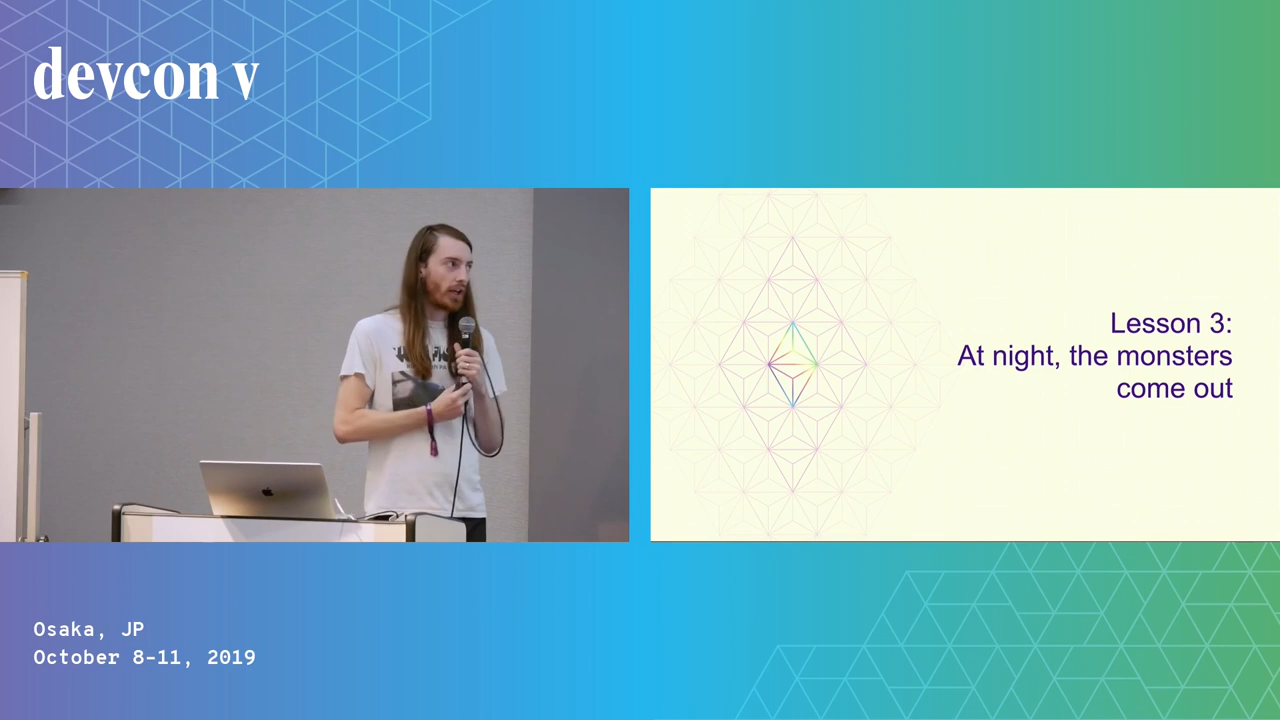 devcon v
Lesson 3:
At night, the monsters
come out
Osaka, JP
October 8-11, 2019